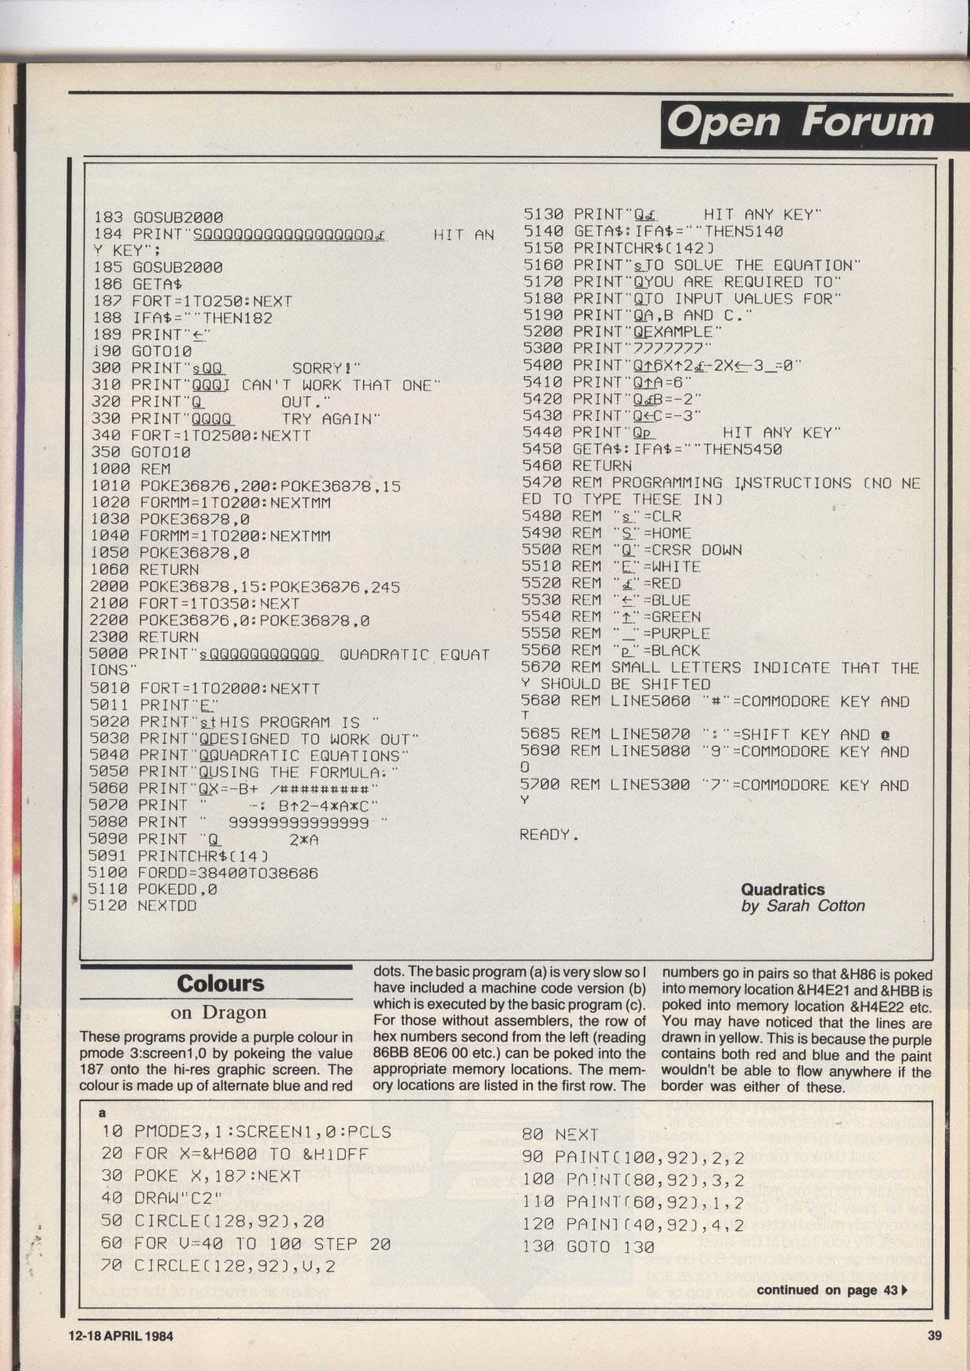 Open Forum
183 GOSUB2000
184 PRINT"SQQQQQQQQQQQQQQQQQ£      HIT AN
Y KEY";
185 GOSUB2000
186 GETA$
187 FORT=1TO250:NEXT
188 IFA$=""THEN182
189 PRINT"←"
190 GOTO10
300 PRINT"sQQ      SORRY!"
310 PRINT"QQQI CAN'T WORK THAT ONE"
320 PRINT"Q      OUT."
330 PRINT"QQQQ      TRY AGAIN"
340 FORT=1TO2500:NEXTT
350 GOTO10
1000 REM
1010 POKE36876,200:POKE36878,15
1020 FORMM=1TO200:NEXTMM
1030 POKE36878,0
1040 FORMM=1TO200:NEXTMM
1050 POKE36878,0
1060 RETURN
2000 POKE36878,15:POKE36876,245
2100 FORT=1TO350:NEXT
2200 POKE36876,0:POKE36878,0
2300 RETURN
5000 PRINT"sQQQQQQQQQQQ  QUADRATIC EQUAT
IONS"
5010 FORT=1TO2000:NEXTT
5011 PRINT"E"
5020 PRINT"stHIS PROGRAM IS "
5030 PRINT"QDESIGNED TO WORK OUT"
5040 PRINT"QQUADRATIC EQUATIONS"
5050 PRINT"QUSING THE FORMULA:"
5060 PRINT"QX=-B+ /#########"
5070 PRINT "    -: B↑2-4*A*C"
5080 PRINT "  99999999999999 "
5090 PRINT "Q      2*A
5091 PRINTCHR$(14)
5100 FORDD=38400TO38686
5110 POKEDD,0
5120 NEXTDD
5130 PRINT"Q£      HIT ANY KEY"
5140 GETA$:IFA$=""THEN5140
5150 PRINTCHR$(142)
5160 PRINT"sTO SOLVE THE EQUATION"
5170 PRINT"QYOU ARE REQUIRED TO"
5180 PRINT"QTO INPUT VALUES FOR"
5190 PRINT"QA,B AND C."
5200 PRINT"QEXAMPLE"
5300 PRINT"7777777"
5400 PRINT"Q↑6X↑2£-2X←-3_=0"
5410 PRINT"Q↑A=6"
5420 PRINT"Q£B=-2"
5430 PRINT"Q←C=-3"
5440 PRINT"Qp      HIT ANY KEY"
5450 GETA$:IFA$=""THEN5450
5460 RETURN
5470 REM PROGRAMMING INSTRUCTIONS (NO NE
ED TO TYPE THESE IN)
5480 REM "s"=CLR
5490 REM "S"=HOME
5500 REM "Q"=CRSR DOWN
5510 REM "E"=WHITE
5520 REM "£"=RED
5530 REM "←"=BLUE
5540 REM "↑"=GREEN
5550 REM "_"=PURPLE
5560 REM "p"=BLACK
5670 REM SMALL LETTERS INDICATE THAT THE
Y SHOULD BE SHIFTED
5680 REM LINE5060 "#"=COMMODORE KEY AND
T
5685 REM LINE5070 ":"=SHIFT KEY AND @
5690 REM LINE5080 "9"=COMMODORE KEY AND
O
5700 REM LINE5300 "7"=COMMODORE KEY AND
Y
READY.
Quadratics
by Sarah Cotton
Colours
on Dragon
These programs provide a purple colour in
pmode 3:screen1,0 by pokeing the value
187 onto the hi-res graphic screen. The
colour is made up of alternate blue and red
dots. The basic program (a) is very slow so I
have included a machine code version (b)
which is executed by the basic program (c).
For those without assemblers, the row of
hex numbers second from the left (reading
86BB 8E06 00 etc.) can be poked into the
appropriate memory locations. The mem-
ory locations are listed in the first row. The
numbers go in pairs so that &H86 is poked
into memory location &H4E21 and &HBB is
poked into memory location &H4E22 etc.
You may have noticed that the lines are
drawn in yellow. This is because the purple
contains both red and blue and the paint
wouldn't be able to flow anywhere if the
border was either of these.
a
10 PMODE3,1:SCREEN1,0:PCLS
20 FOR X=&H600 TO &H1DFF
30 POKE X,187:NEXT
40 DRAW"C2"
50 CIRCLE(128,92),20
60 FOR V=40 TO 100 STEP 20
70 CIRCLE(128,92),V,2
80 NEXT
90 PAINT(100,92),2,2
100 PAINT(80,92),3,2
110 PAINT(60,92),1,2
120 PAINT(40,92),4,2
130 GOTO 130
continued on page 43
12-18 APRIL 1984
39